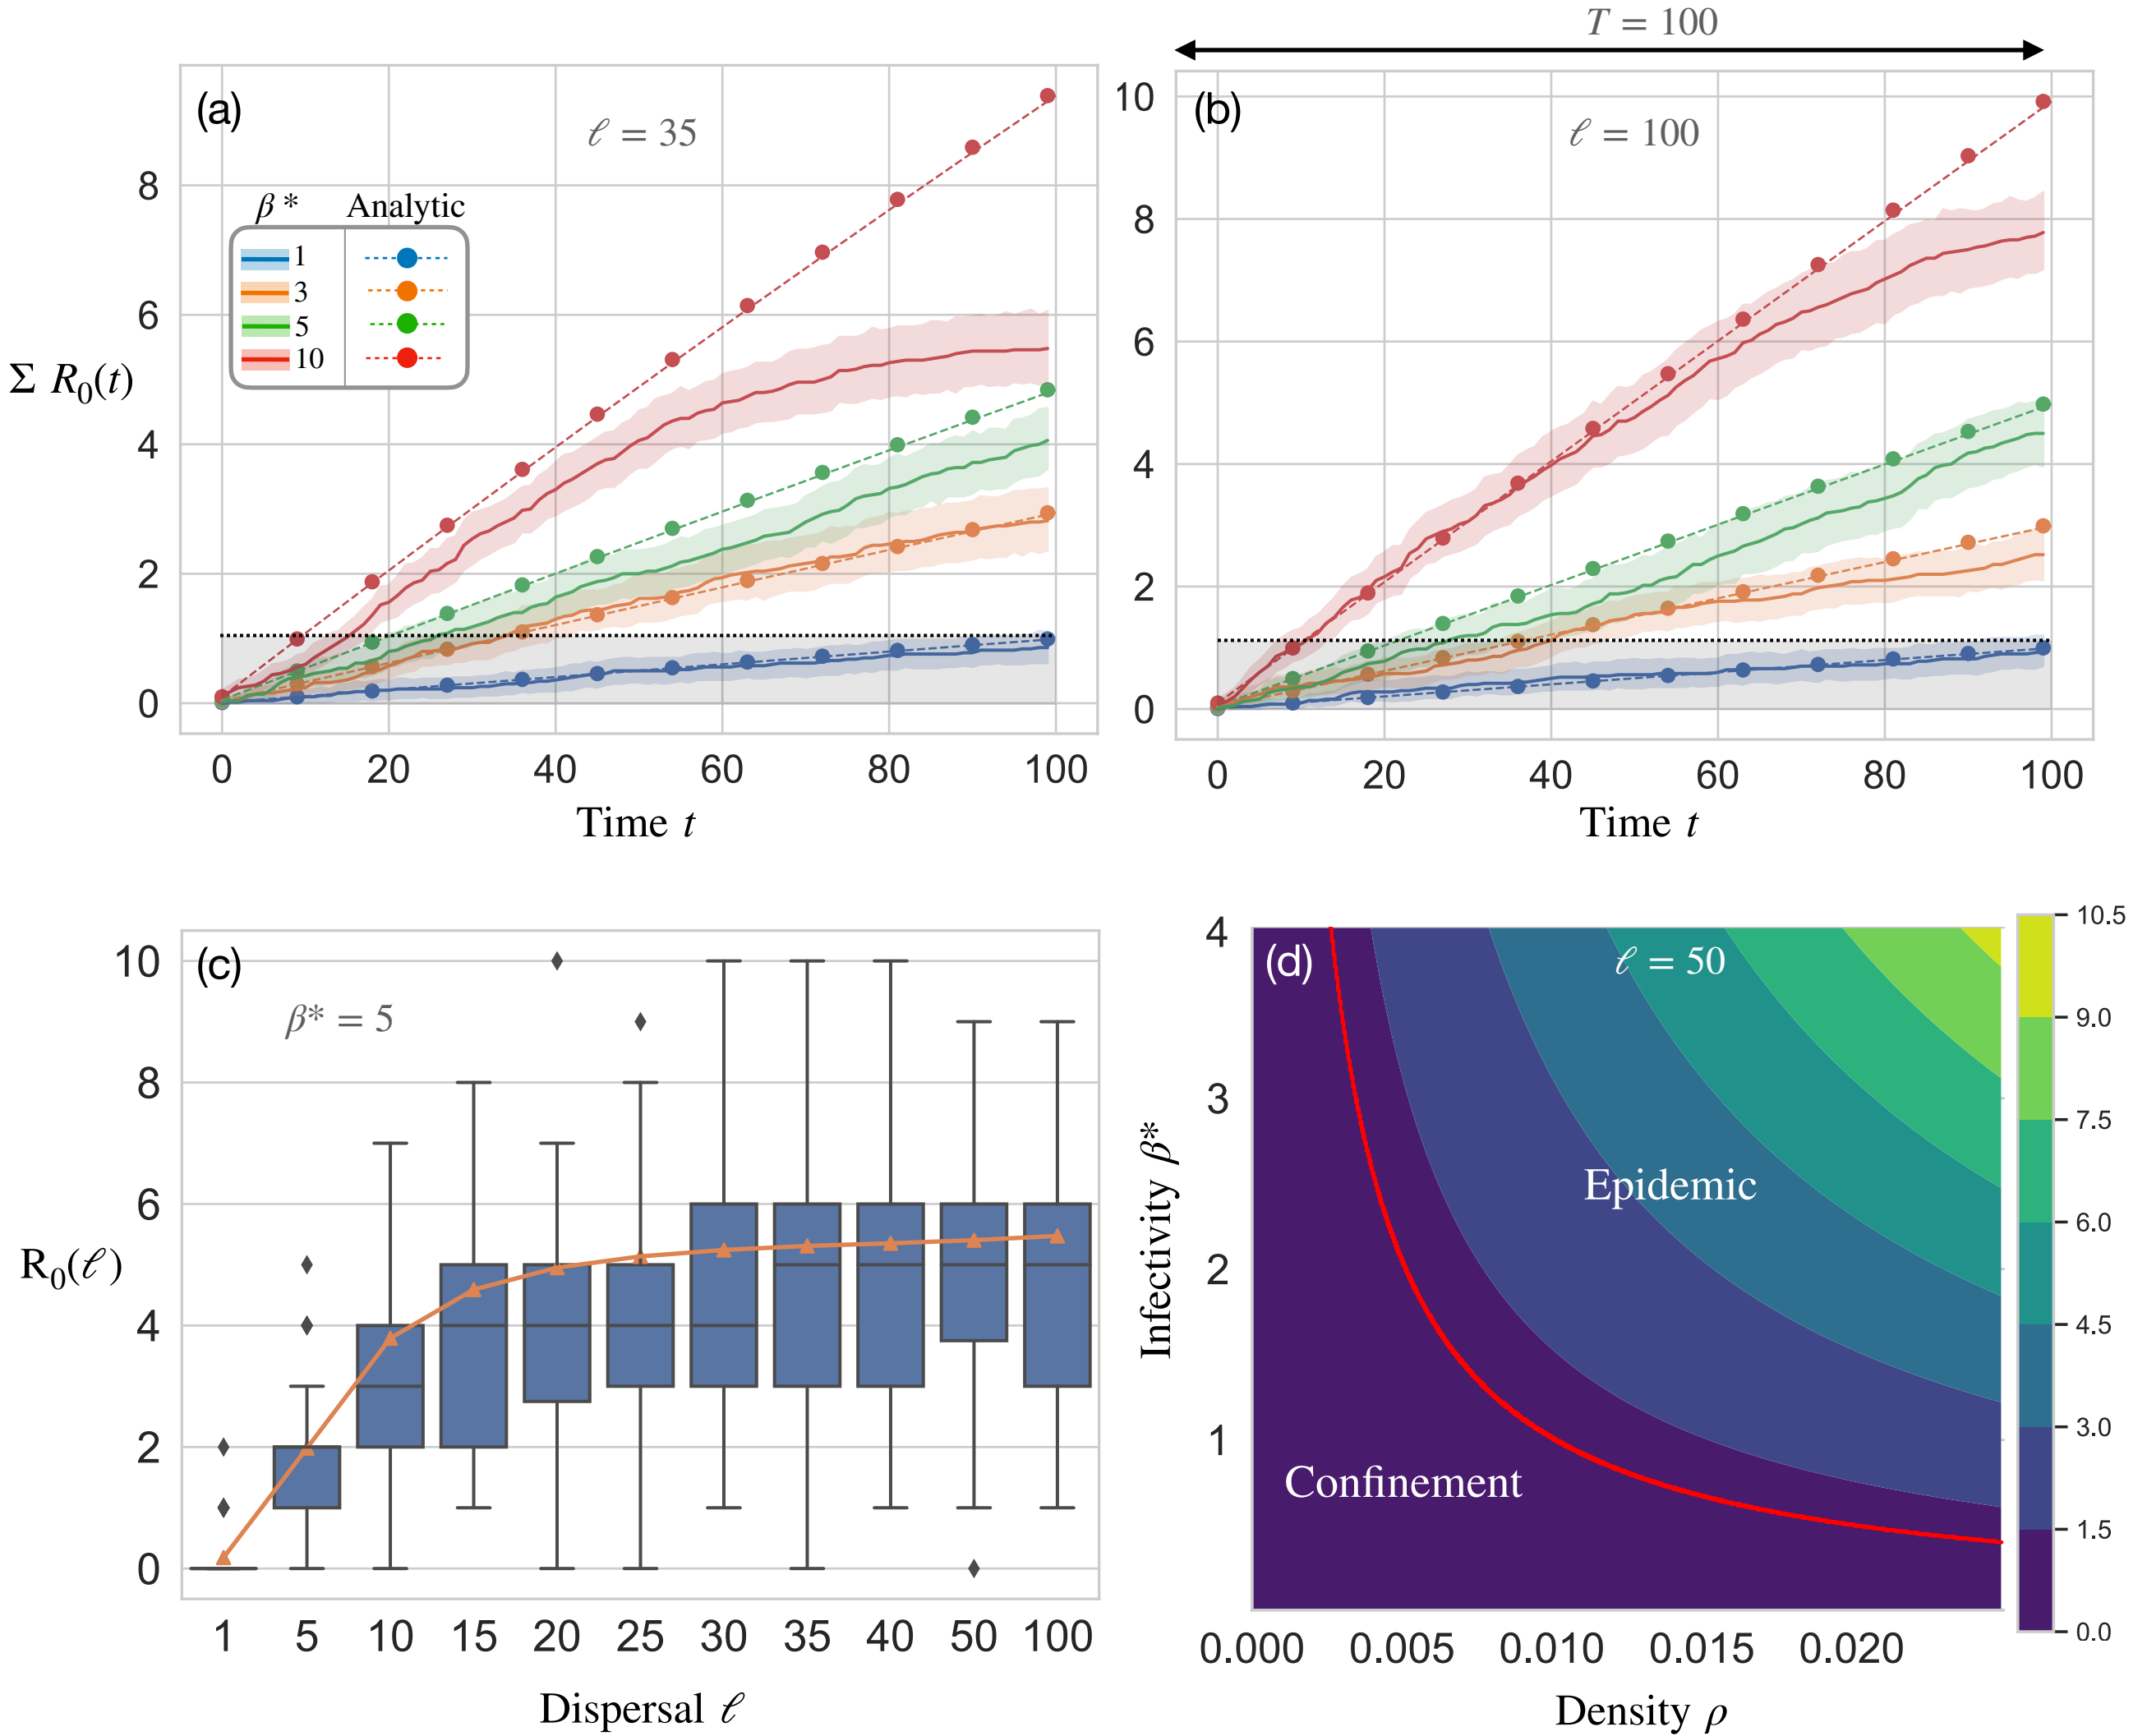 T = 100
(a)
ℓ = 35
β * Analytic
1
3
5
10
Σ R₀(t)
8
6
4
2
0
0 20 40 60 80 100
Time t
(b)
ℓ = 100
10
8
6
4
2
0
0 20 40 60 80 100
Time t
(c)
β* = 5
R₀(ℓ)
10
8
6
4
2
0
1 5 10 15 20 25 30 35 40 50 100
Dispersal ℓ
(d)
ℓ = 50
Epidemic
Confinement
Infectivity β*
4
3
2
1
0.000 0.005 0.010 0.015 0.020
Density ρ
10.5
9.0
7.5
6.0
4.5
3.0
1.5
0.0